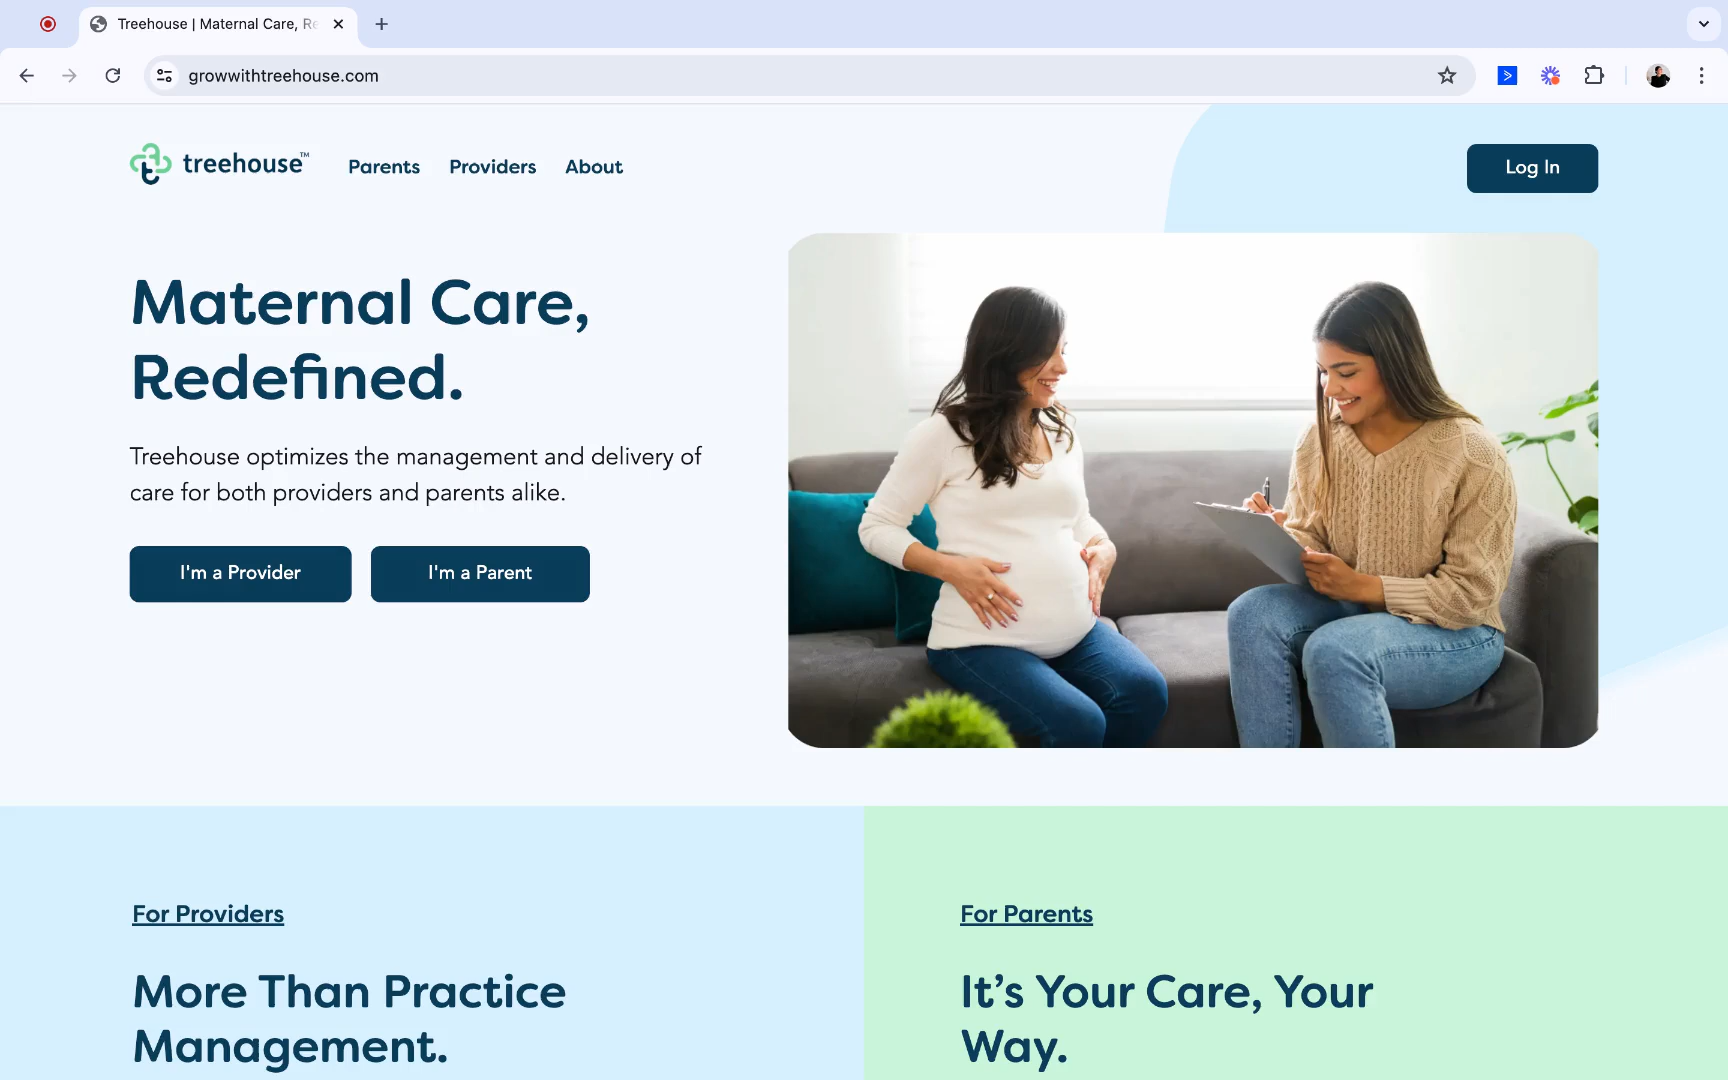 Treehouse | Maternal Care, Re
growwithtreehouse.com
treehouse™
Parents
Providers
About
Log In
Maternal Care,
Redefined.
Treehouse optimizes the management and delivery of
care for both providers and parents alike.
I'm a Provider
I'm a Parent
For Providers
More Than Practice
Management.
For Parents
It’s Your Care, Your
Way.